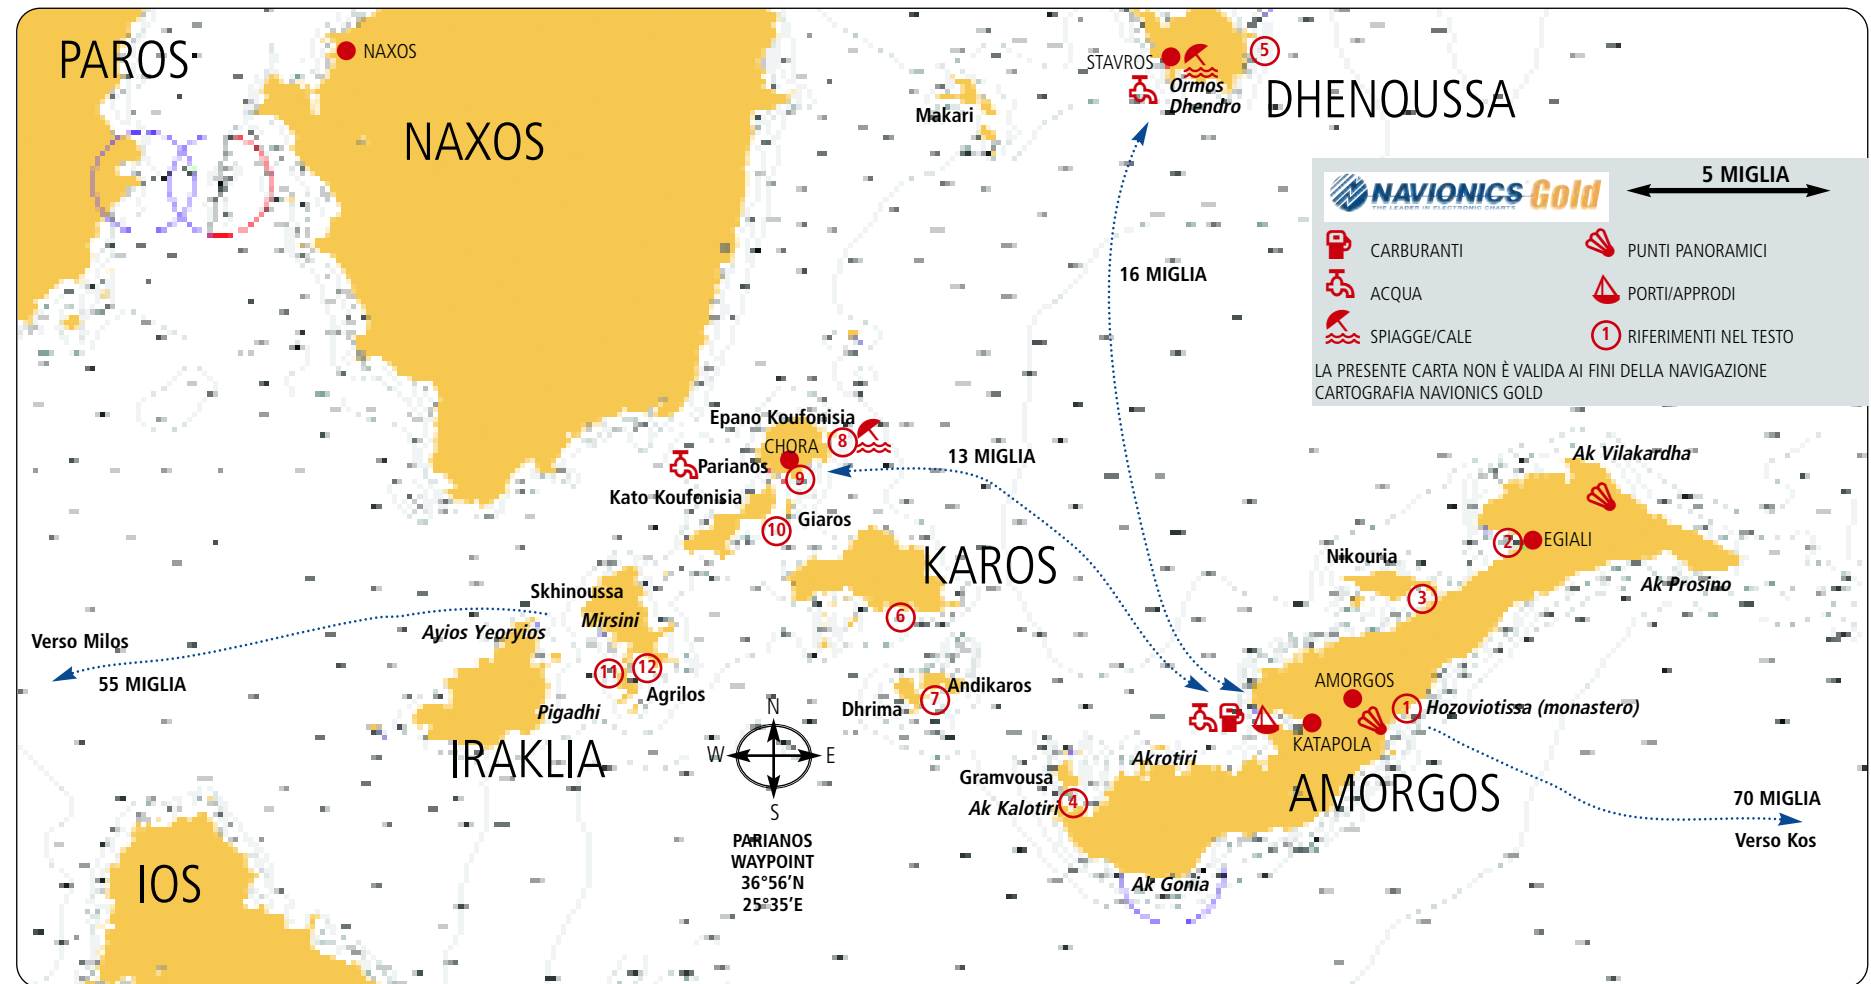 PAROS
NAXOS
NAXOS
STAVROS
5
Ormos
Dhendro
DHENOUSSA
Makari
NAVIONICS Gold
THE LEADER IN ELECTRONIC CHARTS
5 MIGLIA
CARBURANTI
PUNTI PANORAMICI
ACQUA
PORTI/APPRODI
SPIAGGE/CALE
1 RIFERIMENTI NEL TESTO
LA PRESENTE CARTA NON È VALIDA AI FINI DELLA NAVIGAZIONE
CARTOGRAFIA NAVIONICS GOLD
16 MIGLIA
Epano Koufonisia
CHORA
8
Parianos
9
13 MIGLIA
Kato Koufonisia
Giaros
10
KAROS
6
Ak Vilakardha
2
EGIALI
Nikouria
3
Ak Prosino
Skhinoussa
Mirsini
Ayios Yeoryios
Verso Milos
55 MIGLIA
11
12
Agrilos
Pigadhi
IRAKLIA
Andikaros
7
Dhrima
AMORGOS
1
Hozoviotissa (monastero)
KATAPOLA
AMORGOS
Akrotiri
Gramvousa
Ak Kalotiri
4
Ak Gonia
70 MIGLIA
Verso Kos
N
W
E
S
PARIANOS
WAYPOINT
36°56'N
25°35'E
IOS